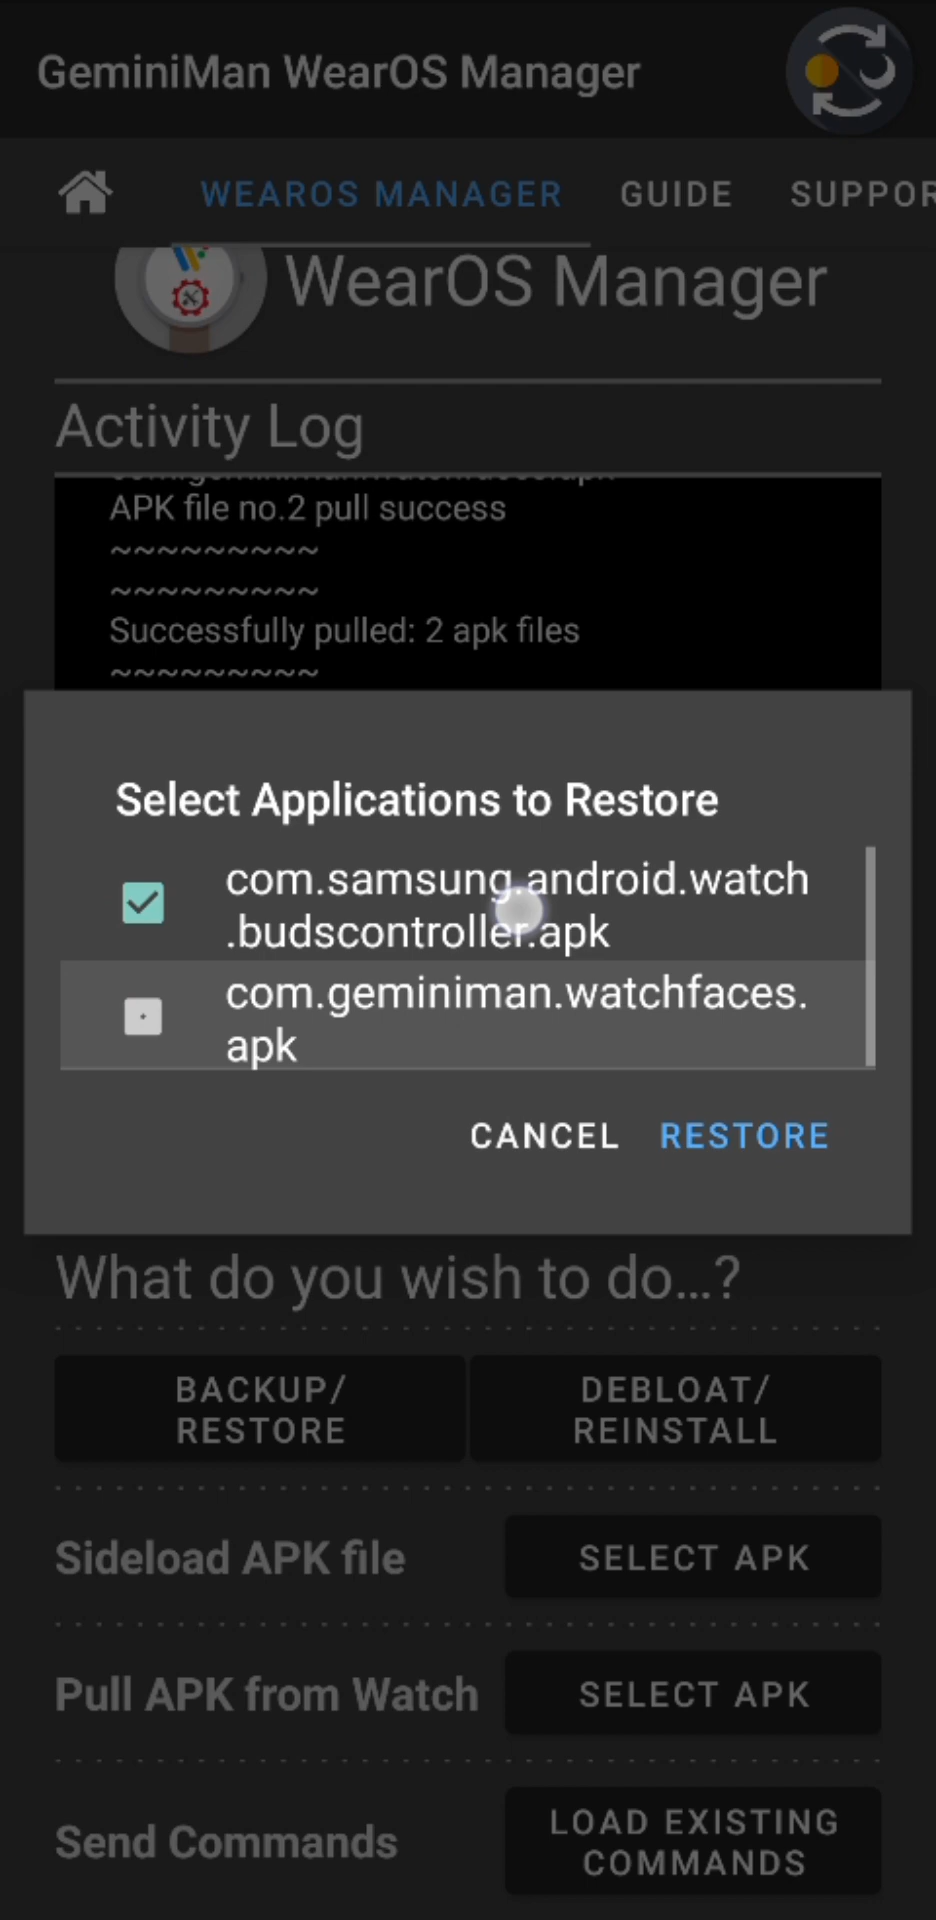 GeminiMan WearOS Manager
WEAROS MANAGER GUIDE SUPPOR
WearOS Manager
Activity Log
APK file no.2 pull success
~~~~~~~~~
~~~~~~~~~
Successfully pulled: 2 apk files
~~~~~~~~~
Select Applications to Restore
com.samsung.android.watch
.budscontroller.apk
com.geminiman.watchfaces.
apk
CANCEL RESTORE
What do you wish to do...?
BACKUP/
RESTORE
DEBLOAT/
REINSTALL
Sideload APK file SELECT APK
Pull APK from Watch SELECT APK
Send Commands
LOAD EXISTING
COMMANDS